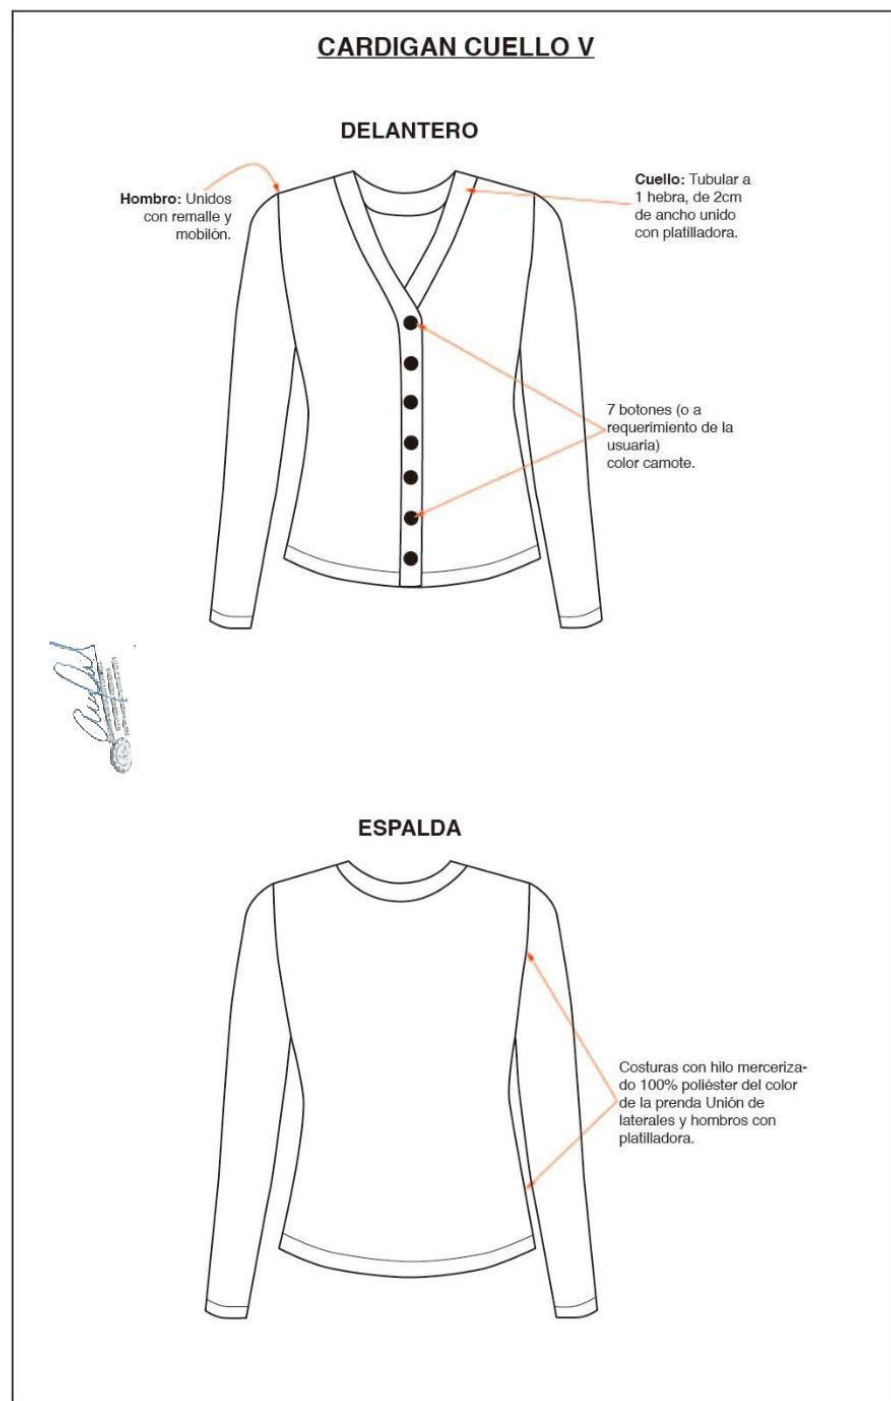 CARDIGAN CUELLO V
DELANTERO
Hombro: Unidos
con remalle y
mobilón.
Cuello: Tubular a
1 hebra, de 2cm
de ancho unido
con platilladora.
7 botones (o a
requerimiento de la
usuaria)
color camote.
ESPALDA
Costuras con hilo merceriza-
do 100% poliéster del color
de la prenda Unión de
laterales y hombros con
platilladora.